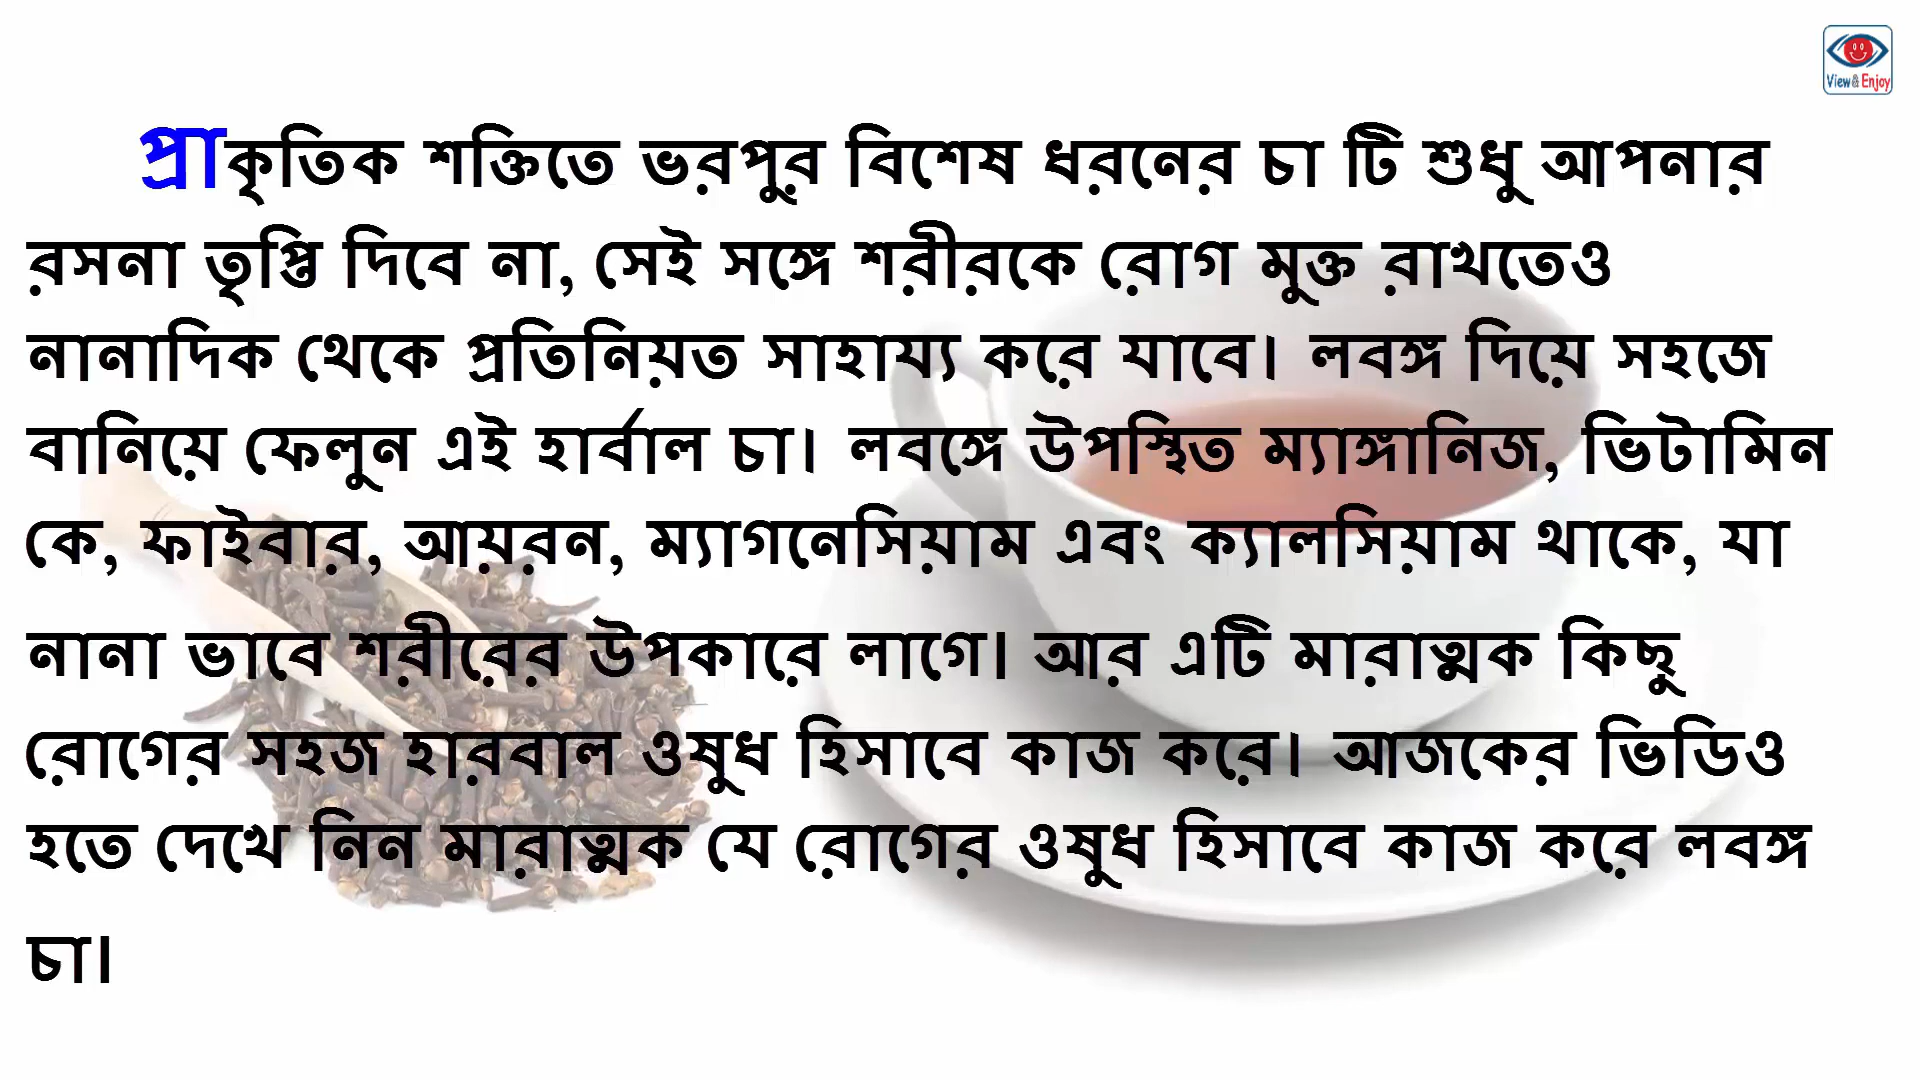 View & Enjoy
প্রাকৃতিক শক্তিতে ভরপুর বিশেষ ধরনের চা টি শুধু আপনার
রসনা তৃপ্তি দিবে না, সেই সঙ্গে শরীরকে রোগ মুক্ত রাখতেও
নানাদিক থেকে প্রতিনিয়ত সাহায্য করে যাবে। লবঙ্গ দিয়ে সহজে
বানিয়ে ফেলুন এই হার্বাল চা। লবঙ্গে উপস্থিত ম্যাঙ্গানিজ, ভিটামিন
কে, ফাইবার, আয়রন, ম্যাগনেসিয়াম এবং ক্যালসিয়াম থাকে, যা
নানা ভাবে শরীরের উপকারে লাগে। আর এটি মারাত্মক কিছু
রোগের সহজ হারবাল ওষুধ হিসাবে কাজ করে। আজকের ভিডিও
হতে দেখে নিন মারাত্মক যে রোগের ওষুধ হিসাবে কাজ করে লবঙ্গ
চা।